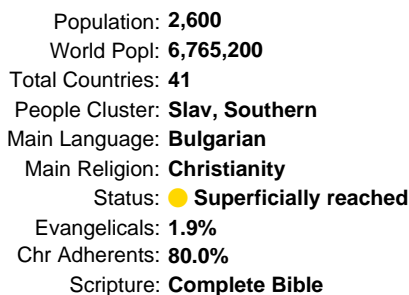 Population: 2,600
World Popl: 6,765,200
Total Countries: 41
People Cluster: Slav, Southern
Main Language: Bulgarian
Main Religion: Christianity
Status: Superficially reached
Evangelicals: 1.9%
Chr Adherents: 80.0%
Scripture: Complete Bible